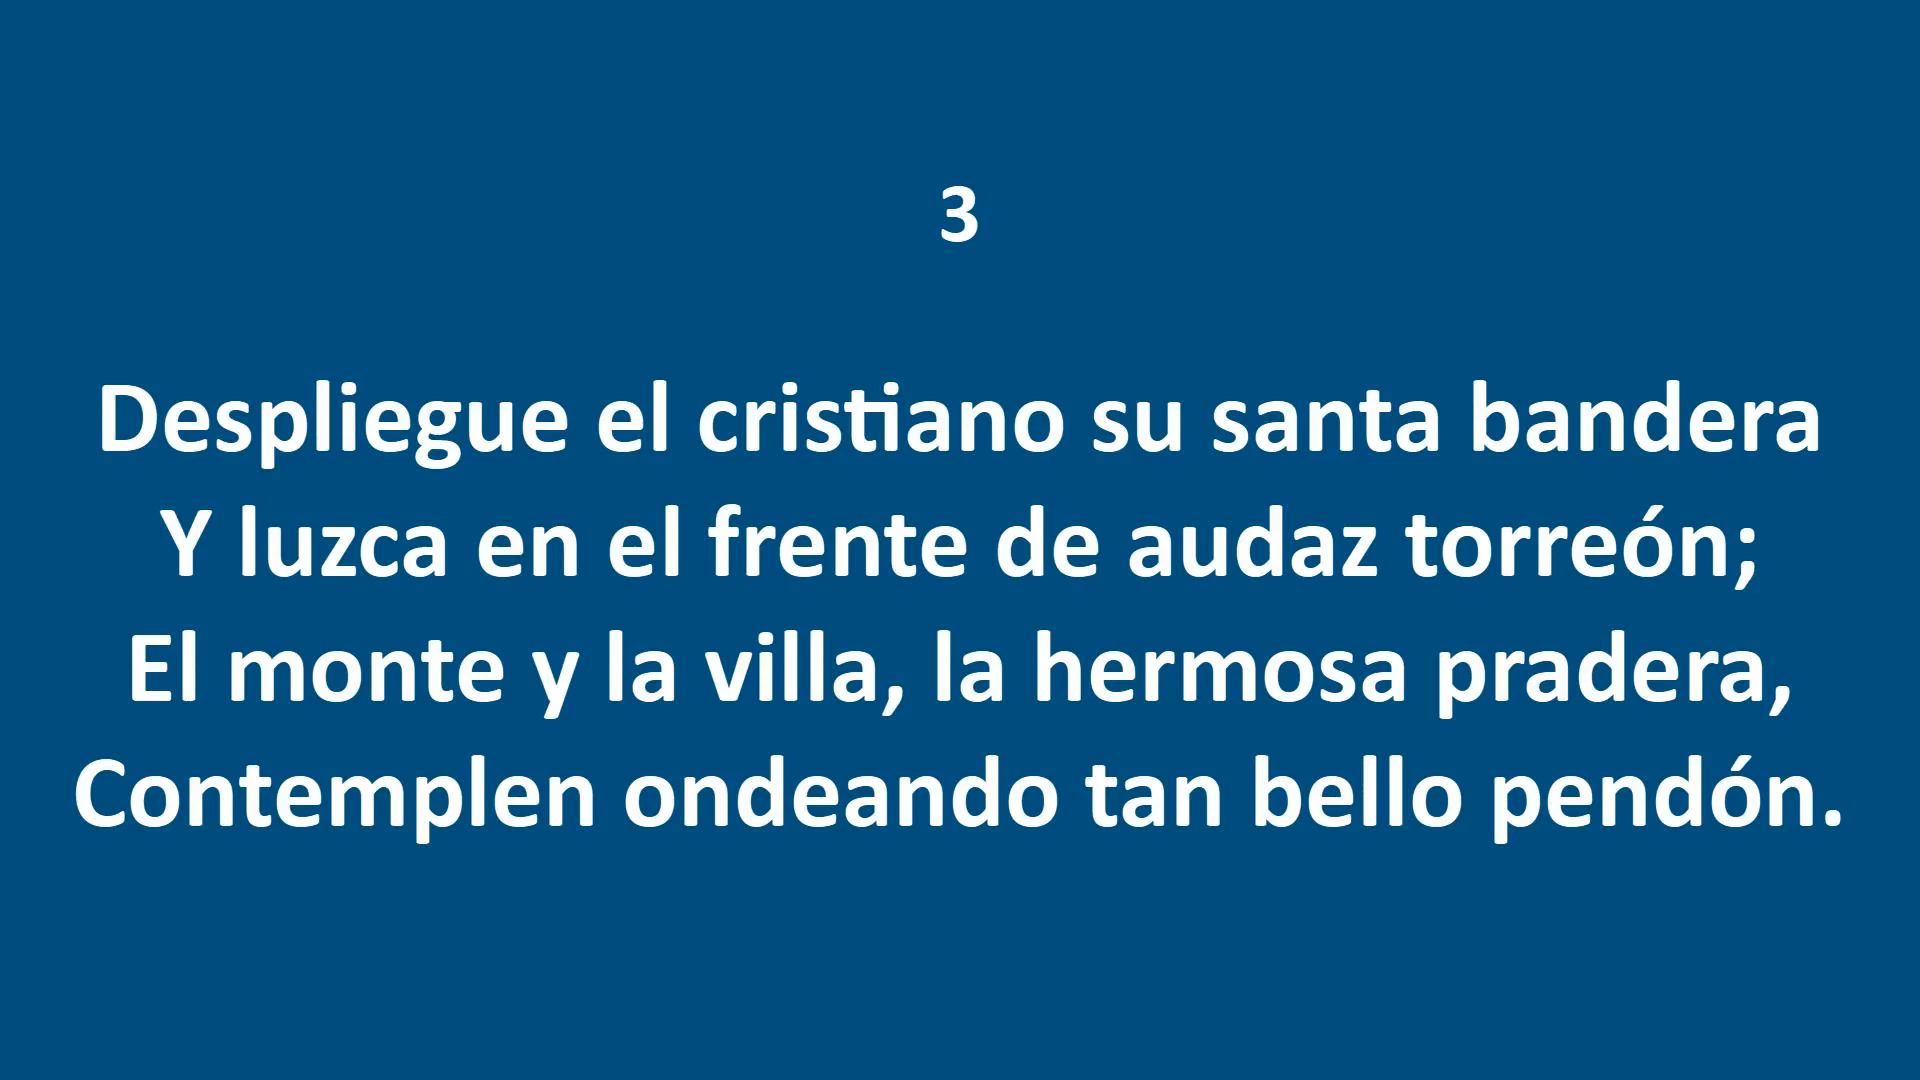 3
Despliegue el cristiano su santa bandera
Y luzca en el frente de audaz torreón;
El monte y la villa, la hermosa pradera,
Contemplen ondeando tan bello pendón.